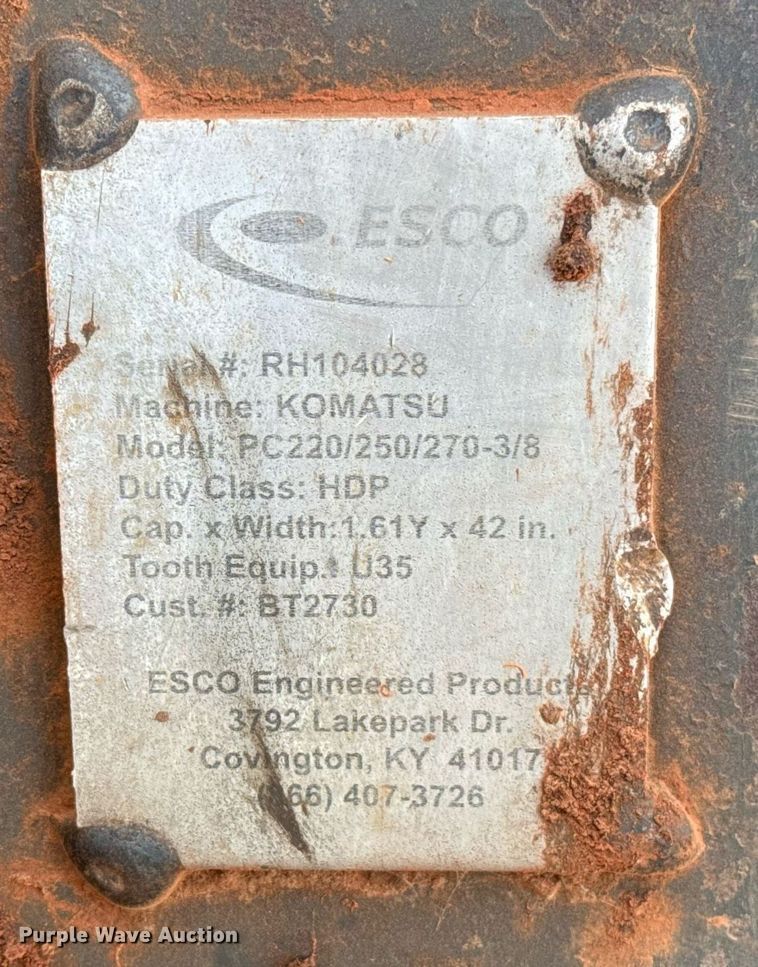 ESCO
Serial #: RH104028
Machine: KOMATSU
Model: PC220/250/270-3/8
Duty Class: HDP
Cap. x Width:1.61Y x 42 in.
Tooth Equip.: U35
Cust. #: BT2730
ESCO Engineered Products
3792 Lakepark Dr.
Covington, KY 41017
(866) 407-3726
Purple Wave Auction